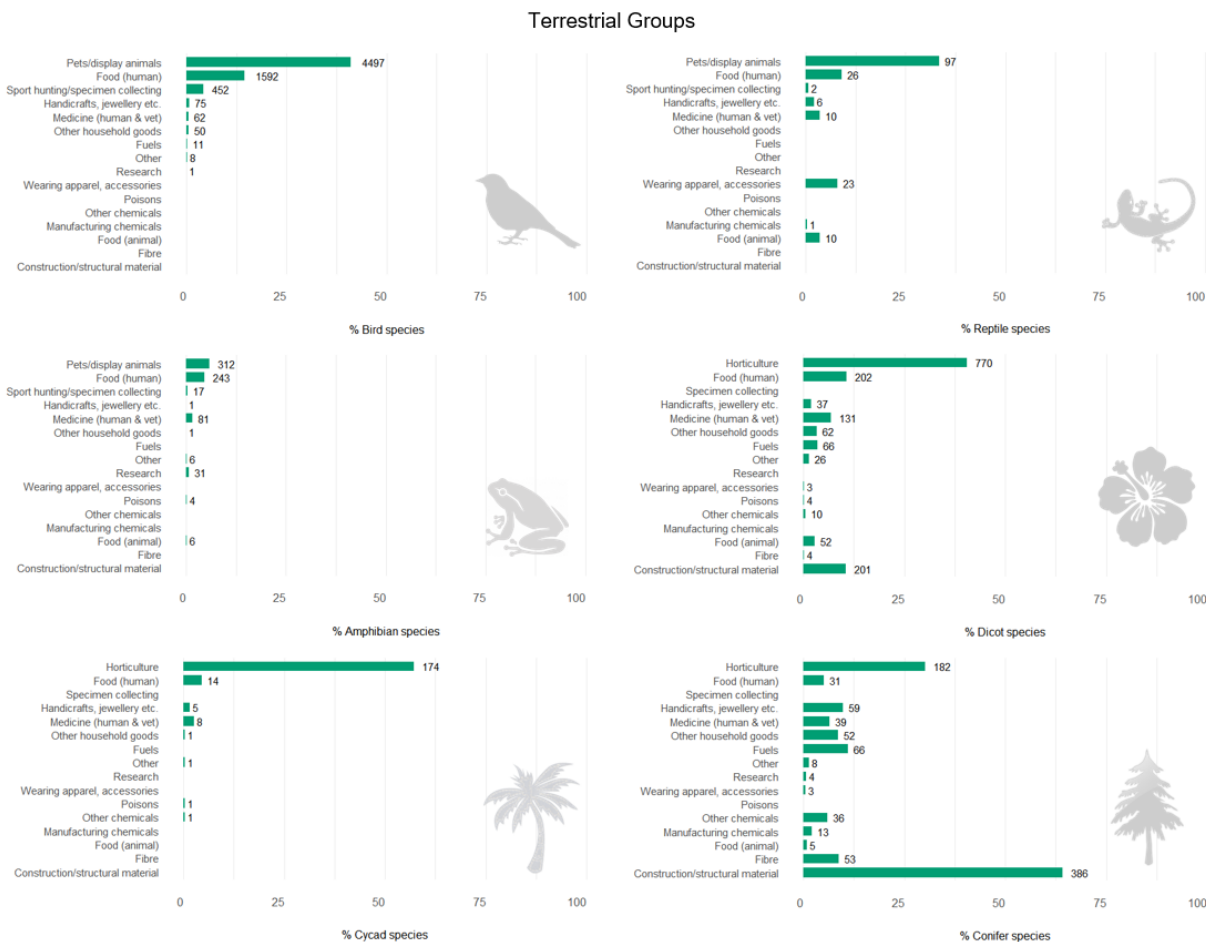 Terrestrial Groups
Pets/display animals 4497
Food (human) 1592
Sport hunting/specimen collecting 452
Handicrafts, jewellery etc. 75
Medicine (human & vet) 62
Other household goods 50
Fuels 11
Other 8
Research 1
Wearing apparel, accessories
Poisons
Other chemicals
Manufacturing chemicals
Food (animal)
Fibre
Construction/structural material
0 25 50 75 100
% Bird species
Pets/display animals 97
Food (human) 26
Sport hunting/specimen collecting 2
Handicrafts, jewellery etc. 6
Medicine (human & vet) 10
Other household goods
Fuels
Other
Research
Wearing apparel, accessories 23
Poisons
Other chemicals
Manufacturing chemicals 1
Food (animal) 10
Fibre
Construction/structural material
0 25 50 75 100
% Reptile species
Pets/display animals 312
Food (human) 243
Sport hunting/specimen collecting 17
Handicrafts, jewellery etc. 1
Medicine (human & vet) 81
Other household goods 1
Fuels
Other 6
Research 31
Wearing apparel, accessories
Poisons 4
Other chemicals
Manufacturing chemicals
Food (animal) 6
Fibre
Construction/structural material
0 25 50 75 100
% Amphibian species
Horticulture 770
Food (human) 202
Specimen collecting
Handicrafts, jewellery etc. 37
Medicine (human & vet) 131
Other household goods 62
Fuels 66
Other 26
Research
Wearing apparel, accessories 3
Poisons 4
Other chemicals 10
Manufacturing chemicals
Food (animal) 52
Fibre 4
Construction/structural material 201
0 25 50 75 100
% Dicot species
Horticulture 174
Food (human) 14
Specimen collecting
Handicrafts, jewellery etc. 5
Medicine (human & vet) 8
Other household goods 1
Fuels
Other 1
Research
Wearing apparel, accessories
Poisons 1
Other chemicals 1
Manufacturing chemicals
Food (animal)
Fibre
Construction/structural material
0 25 50 75 100
% Cycad species
Horticulture 182
Food (human) 31
Specimen collecting
Handicrafts, jewellery etc. 59
Medicine (human & vet) 39
Other household goods 52
Fuels 66
Other 8
Research 4
Wearing apparel, accessories 3
Poisons
Other chemicals 36
Manufacturing chemicals 13
Food (animal) 5
Fibre 53
Construction/structural material 386
0 25 50 75 100
% Conifer species